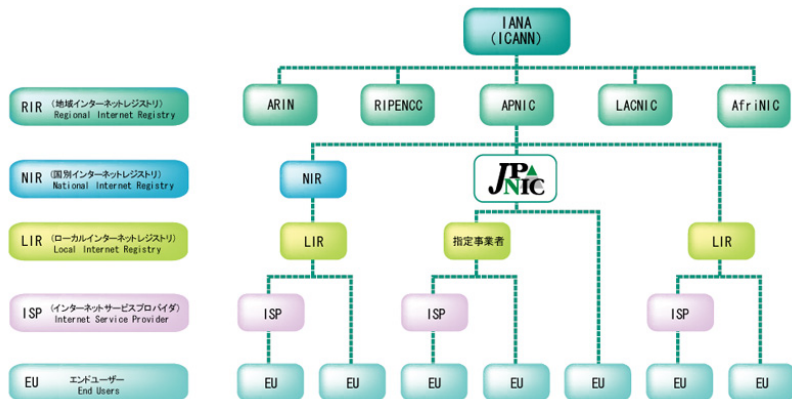 IANA
(ICANN)
RIR (地域インターネットレジストリ)
Regional Internet Registry
ARIN
RIPENCC
APNIC
LACNIC
AfriNIC
NIR (国別インターネットレジストリ)
National Internet Registry
NIR
JPNIC
LIR (ローカルインターネットレジストリ)
Local Internet Registry
LIR
指定事業者
LIR
ISP (インターネットサービスプロバイダ)
Internet Service Provider
ISP
ISP
ISP
EU エンドユーザー
End Users
EU
EU
EU
EU
EU
EU
EU